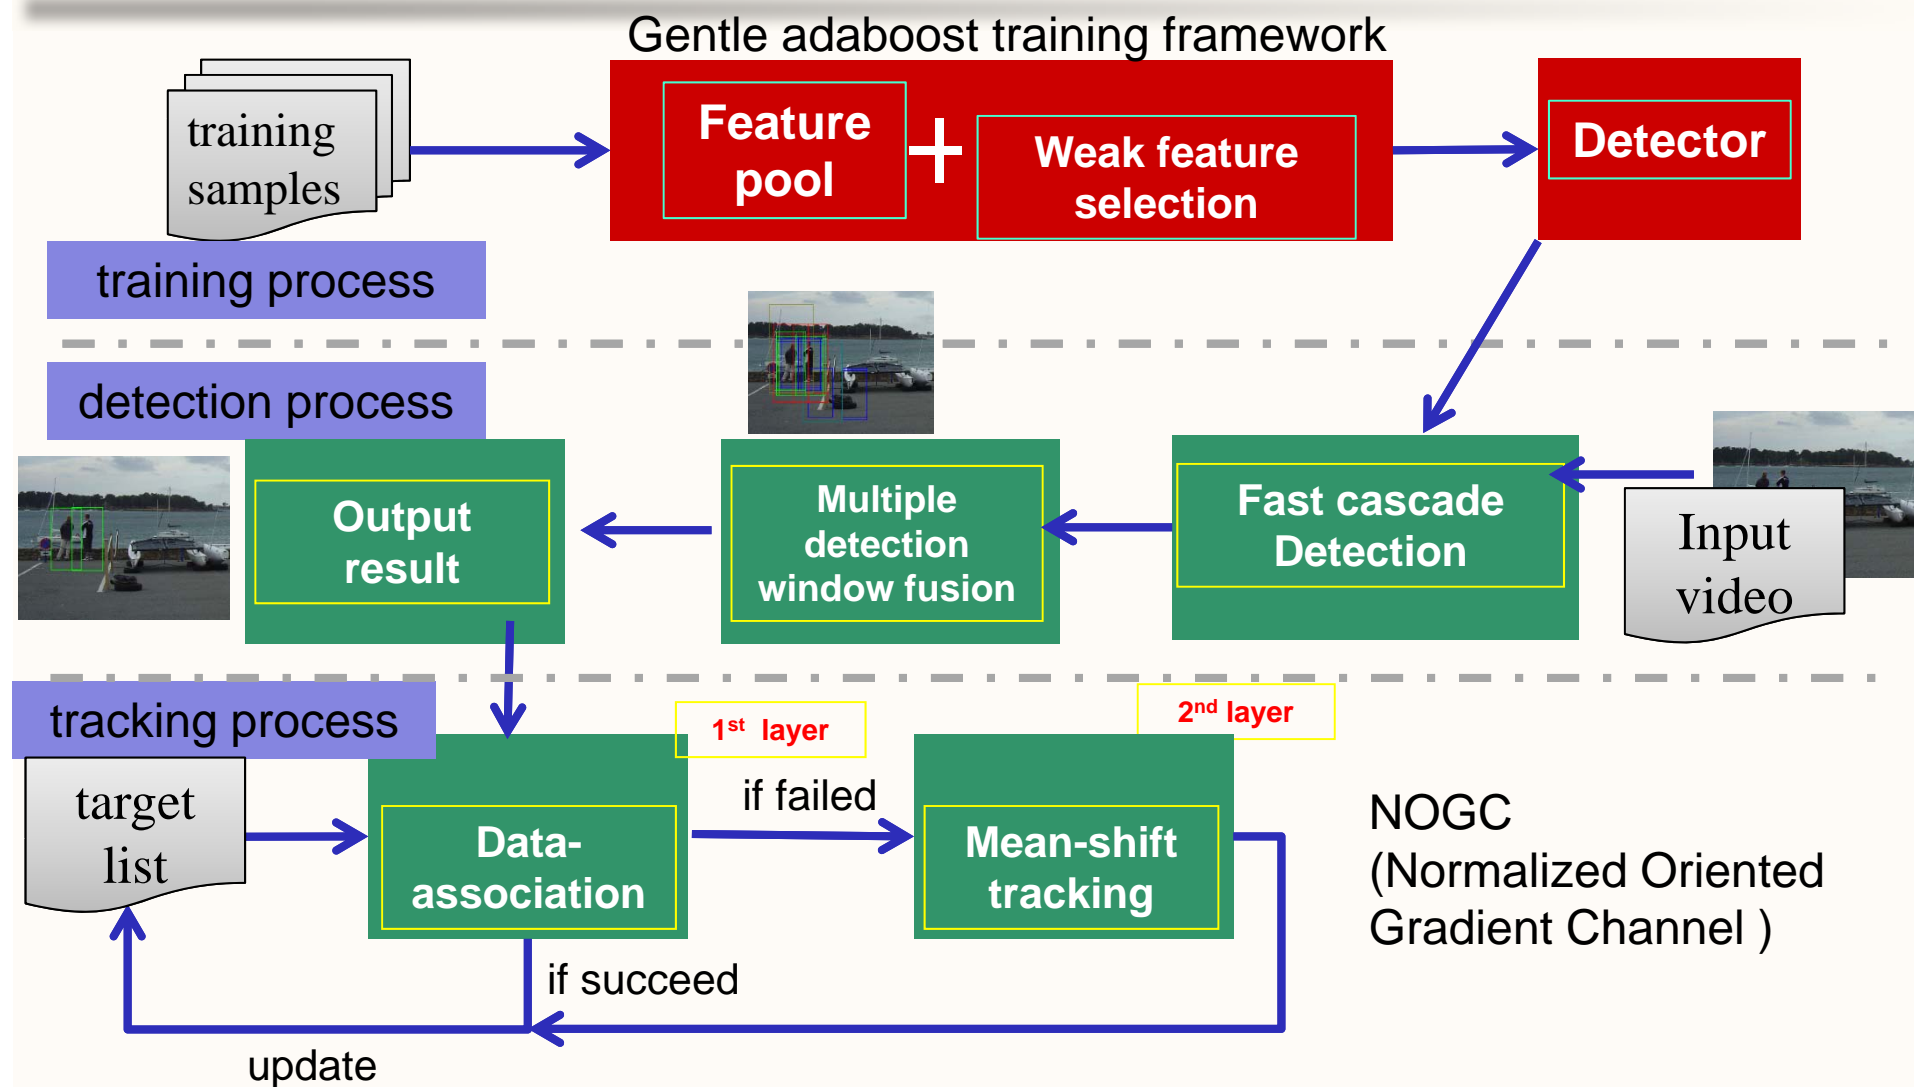 Gentle adaboost training framework
training
samples
Feature
pool
+
Weak feature
selection
Detector
training process
detection process
Output
result
Multiple
detection
window fusion
Fast cascade
Detection
Input
video
tracking process
1st layer
2nd layer
target
list
Data-
association
if failed
Mean-shift
tracking
NOGC
(Normalized Oriented
Gradient Channel )
if succeed
update